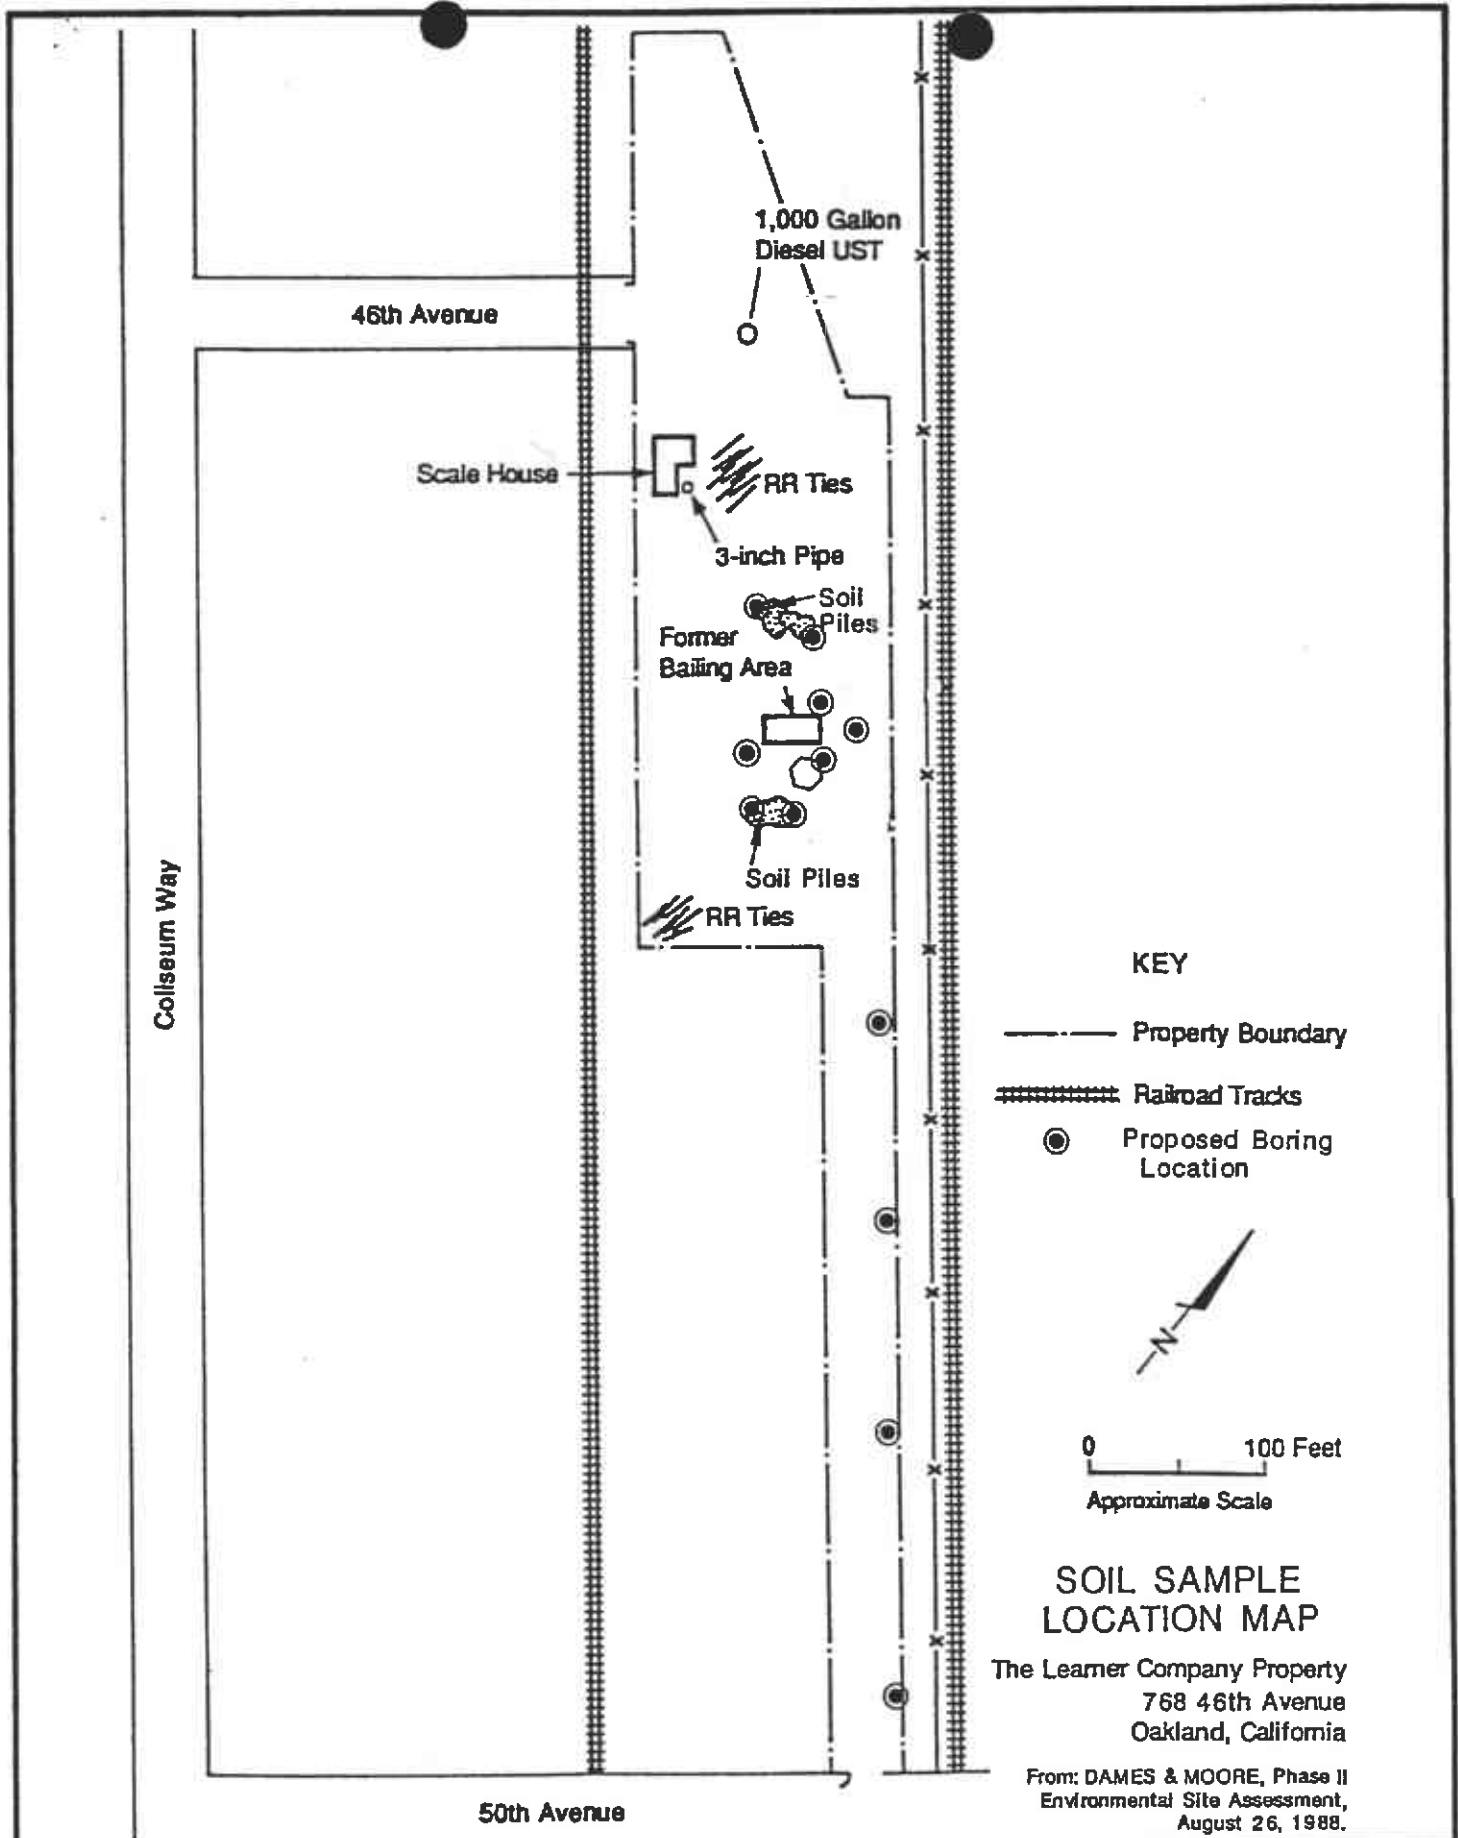 1,000 Gallon
Diesel UST
46th Avenue
Scale House
RR Ties
3-inch Pipe
Soil
Piles
Former
Bailing Area
Soil Piles
RR Ties
Coliseum Way
KEY
Property Boundary
Railroad Tracks
Proposed Boring
Location
N
0 100 Feet
Approximate Scale
SOIL SAMPLE
LOCATION MAP
The Learner Company Property
768 46th Avenue
Oakland, California
From: DAMES & MOORE, Phase II
Environmental Site Assessment,
August 26, 1988.
50th Avenue